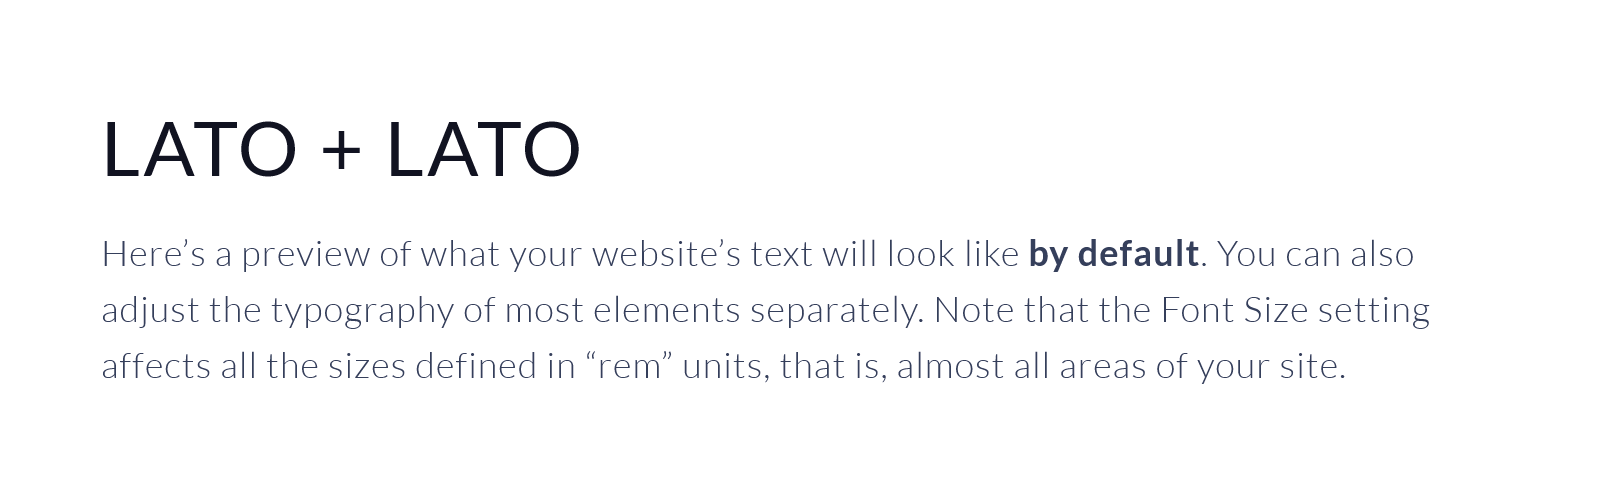 LATO + LATO
Here’s a preview of what your website’s text will look like by default. You can also
adjust the typography of most elements separately. Note that the Font Size setting
affects all the sizes defined in “rem” units, that is, almost all areas of your site.